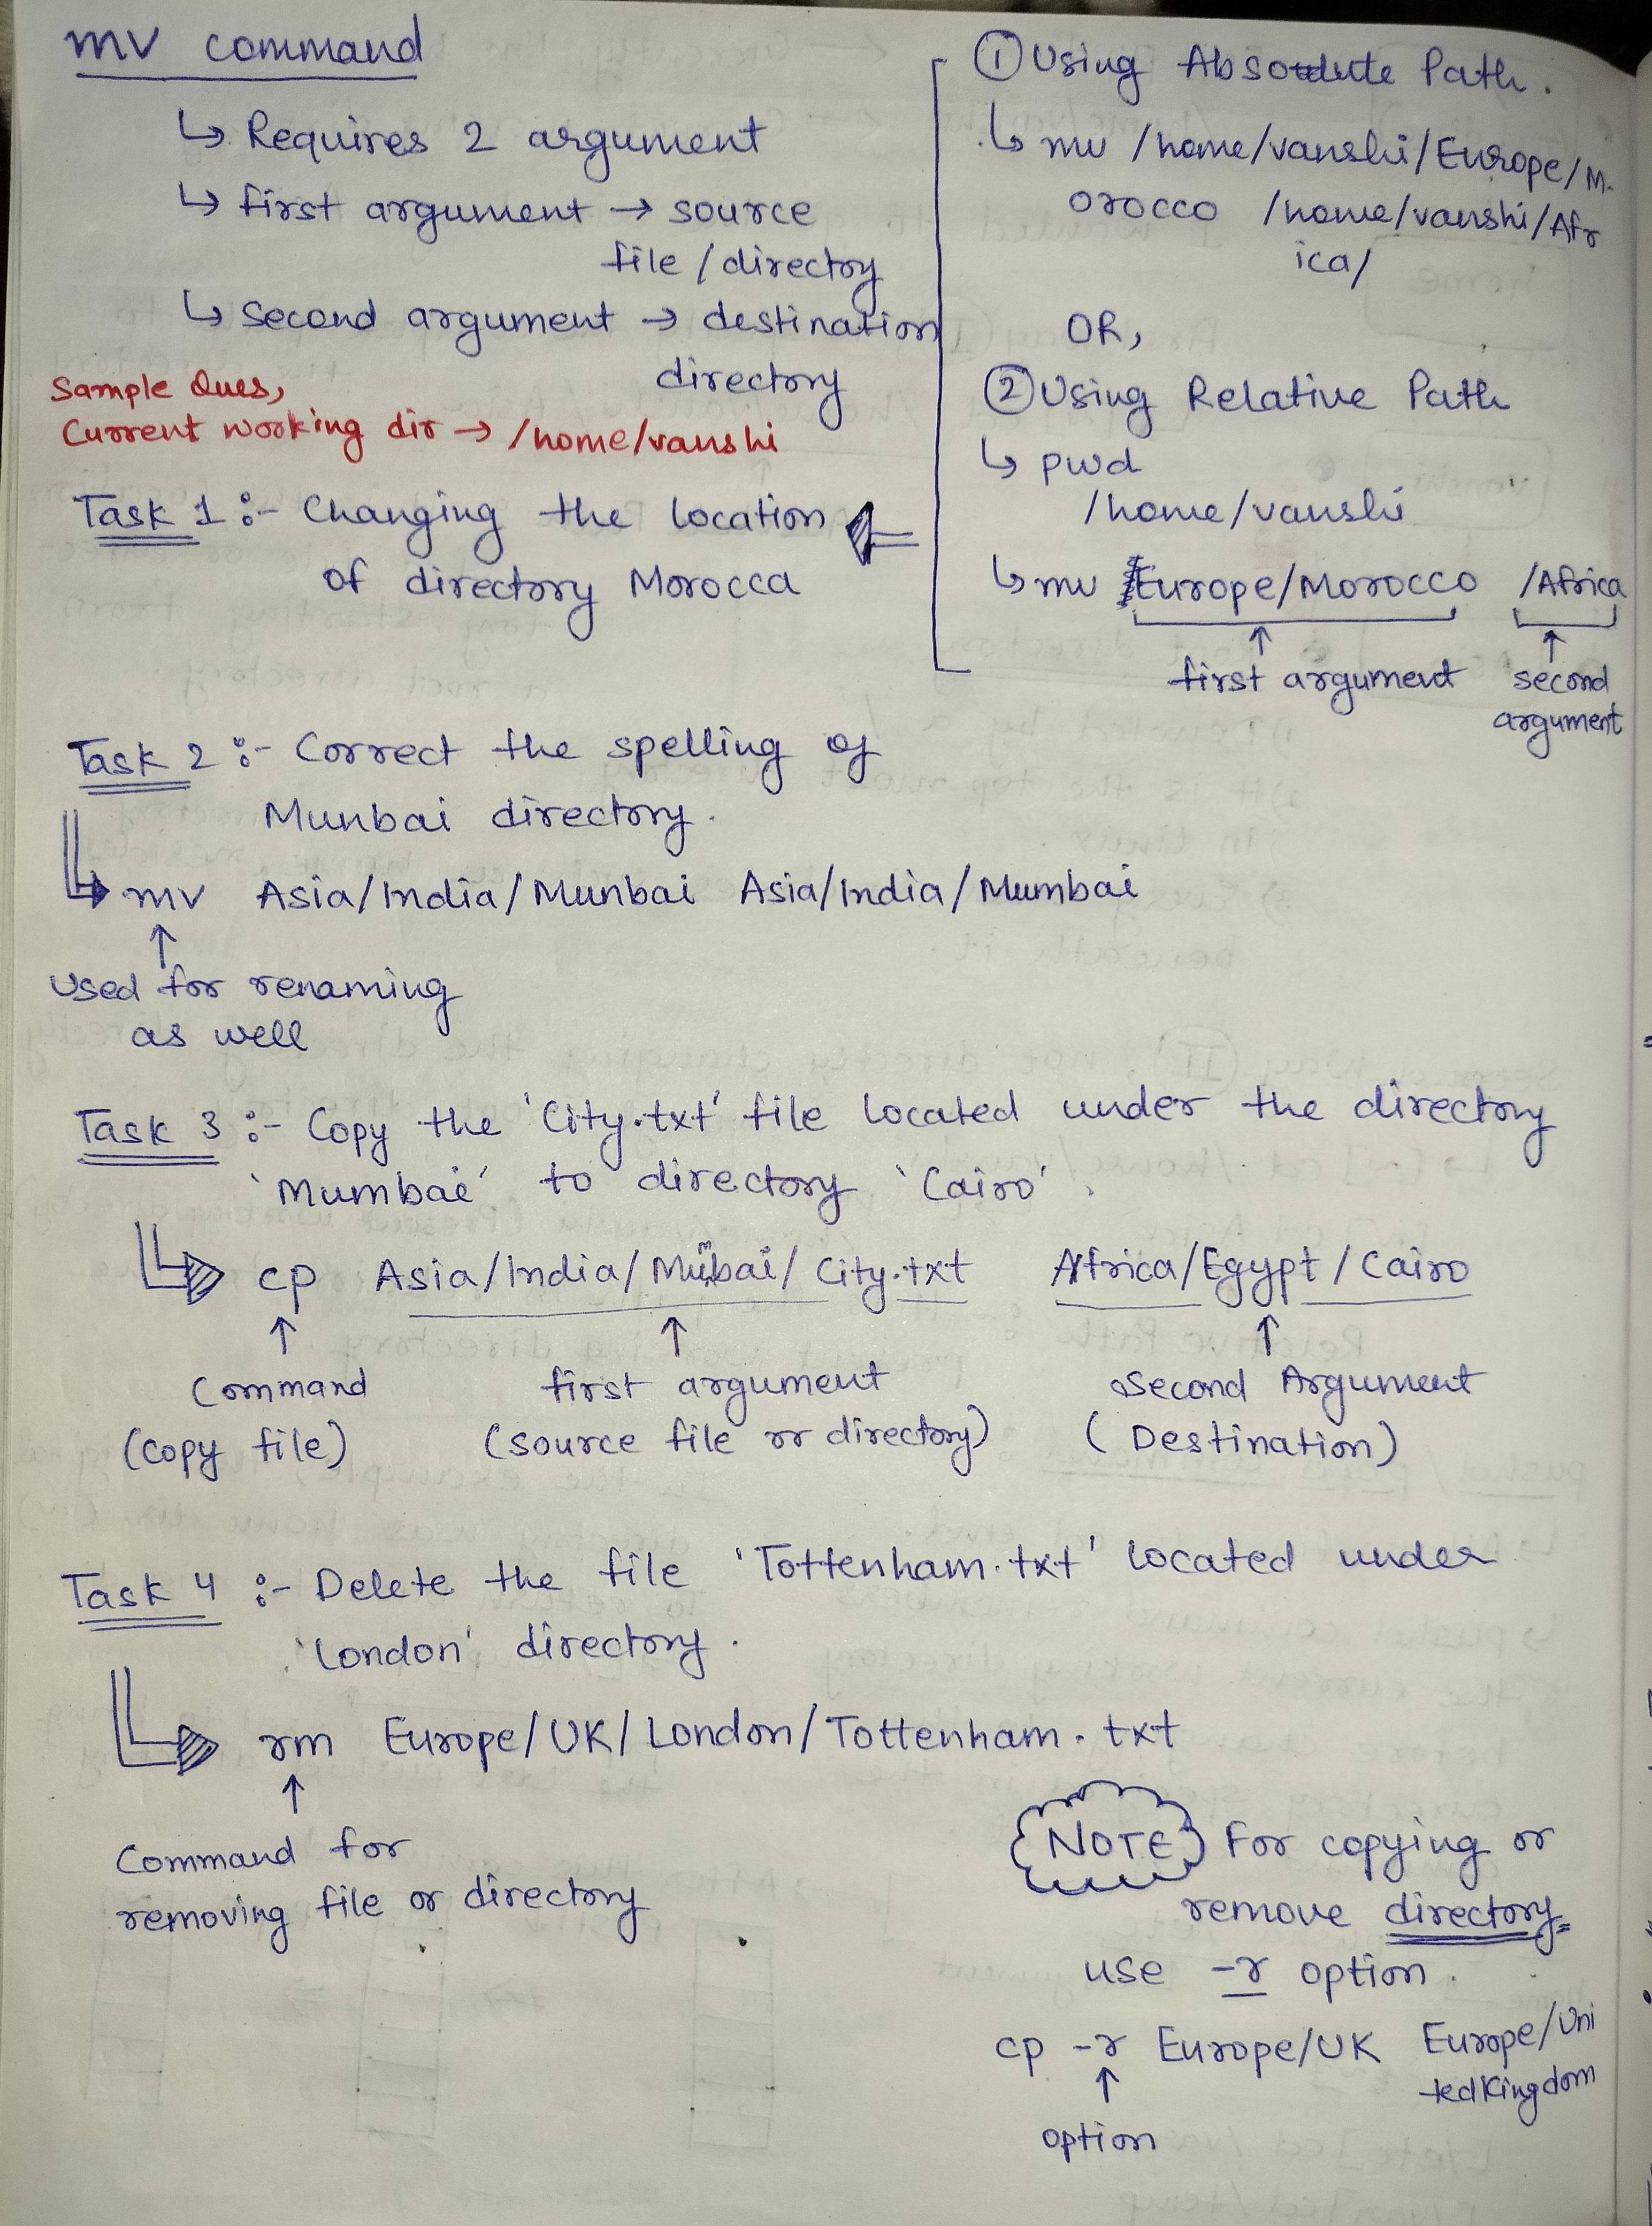 mv command
↳ Requires 2 argument
↳ first argument → source
file / directory
↳ Second argument → destination
directory
Sample Ques,
Current working dir → /home/vanshi
Task 1 :- Changing the location
of directory Morocca
① Using Absolute Path.
↳ mv /home/vanshi/Europe/M-
orocco /home/vanshi/Afr
ica/
OR,
② Using Relative Path
↳ pwd
/home/vanshi
↳ mv Europe/Morocco /Africa
↑ ↑
first argument second
argument
Task 2 :- Correct the spelling of
Munbai directory.
mv Asia/India/Munbai Asia/India/Mumbai
↑
used for renaming
as well
Task 3 :- Copy the 'City.txt' file located under the directory
'Mumbai' to directory 'Cairo'.
cp Asia/India/Mumbai/City.txt Africa/Egypt/Cairo
↑ ↑ ↑
Command first argument Second Argument
(copy file) (source file or directory) (Destination)
Task 4 :- Delete the file 'Tottenham.txt' located under
'London' directory.
rm Europe/UK/London/Tottenham.txt
↑
Command for
removing file or directory
NOTE For copying or
remove directory
use -r option.
cp -r Europe/UK Europe/Uni
tedKingdom
↑
option